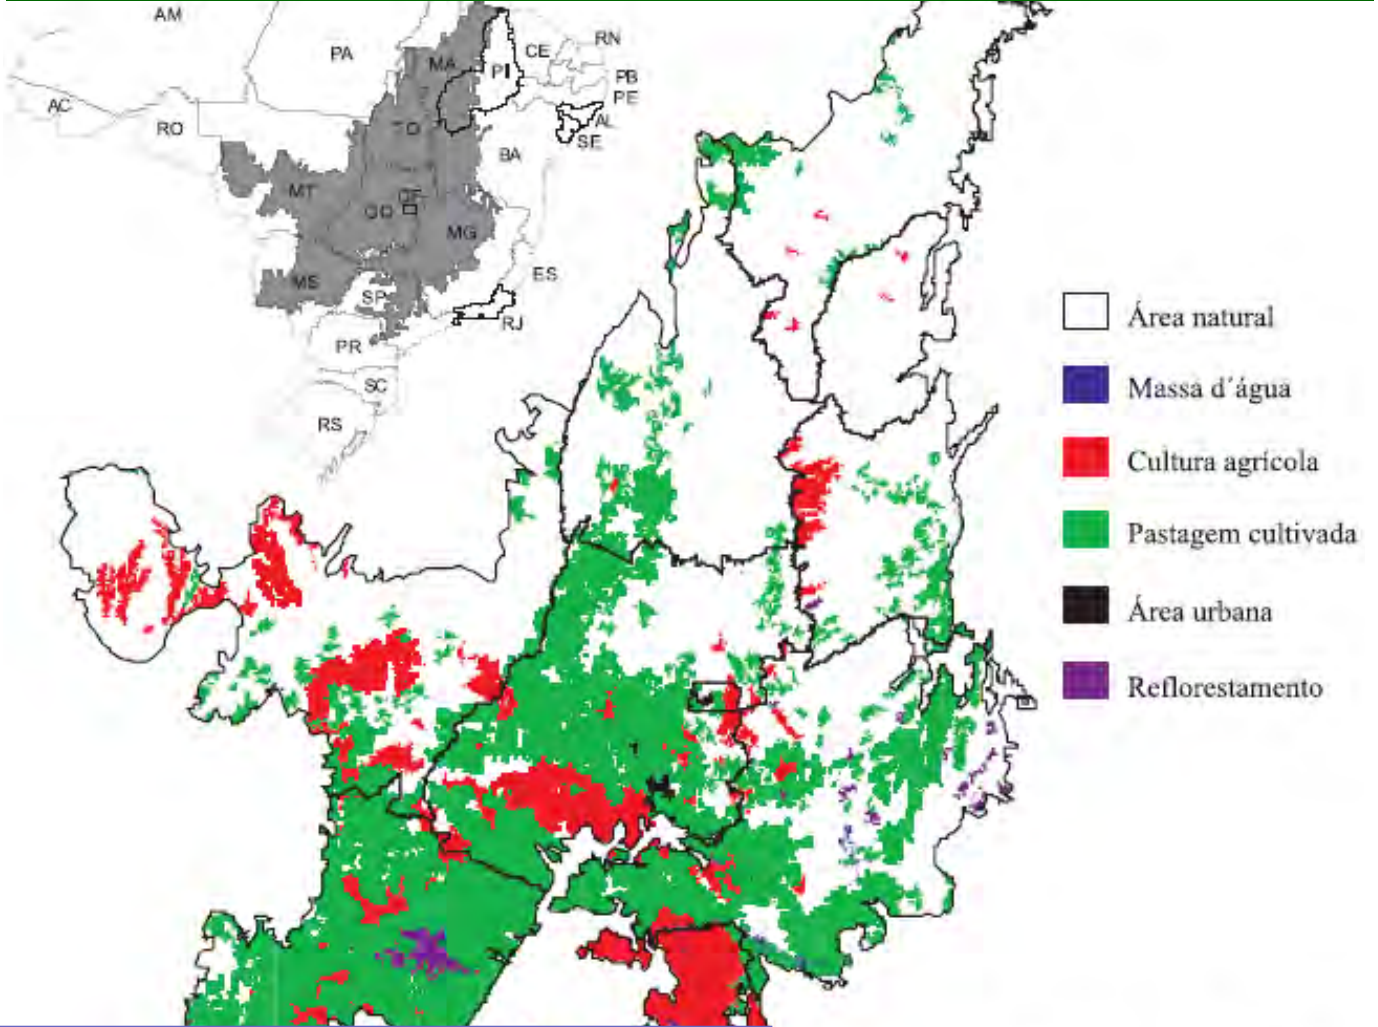 AM
PA
MA
PI
CE
RN
PB
PE
AL
SE
AC
RO
TO
BA
MT
DF
GO
MG
MS
ES
SP
RJ
PR
SC
RS
Área natural
Massa d´água
Cultura agrícola
Pastagem cultivada
Área urbana
Reflorestamento